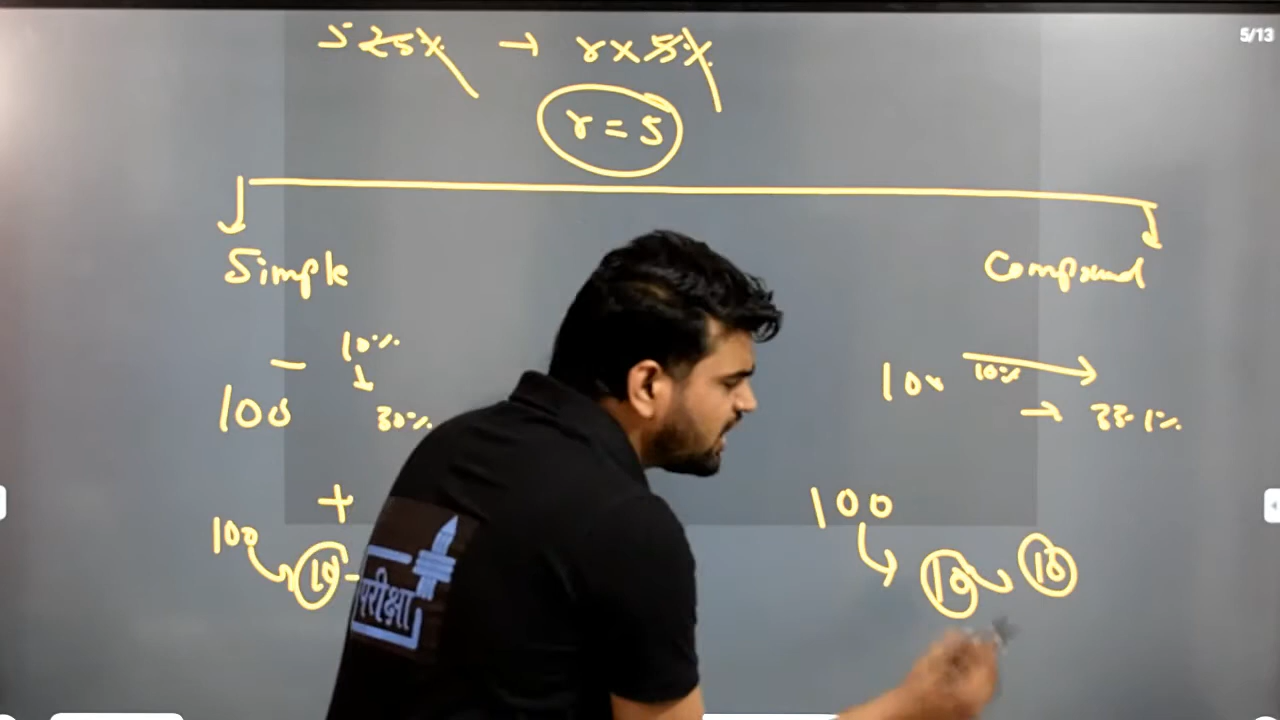 5/13
5 25% → r×5%
r = 5
Simple
Compound
10%
100
30%
100 10%
→ 33.1%
+
100
10
100
10 10
परीक्षा